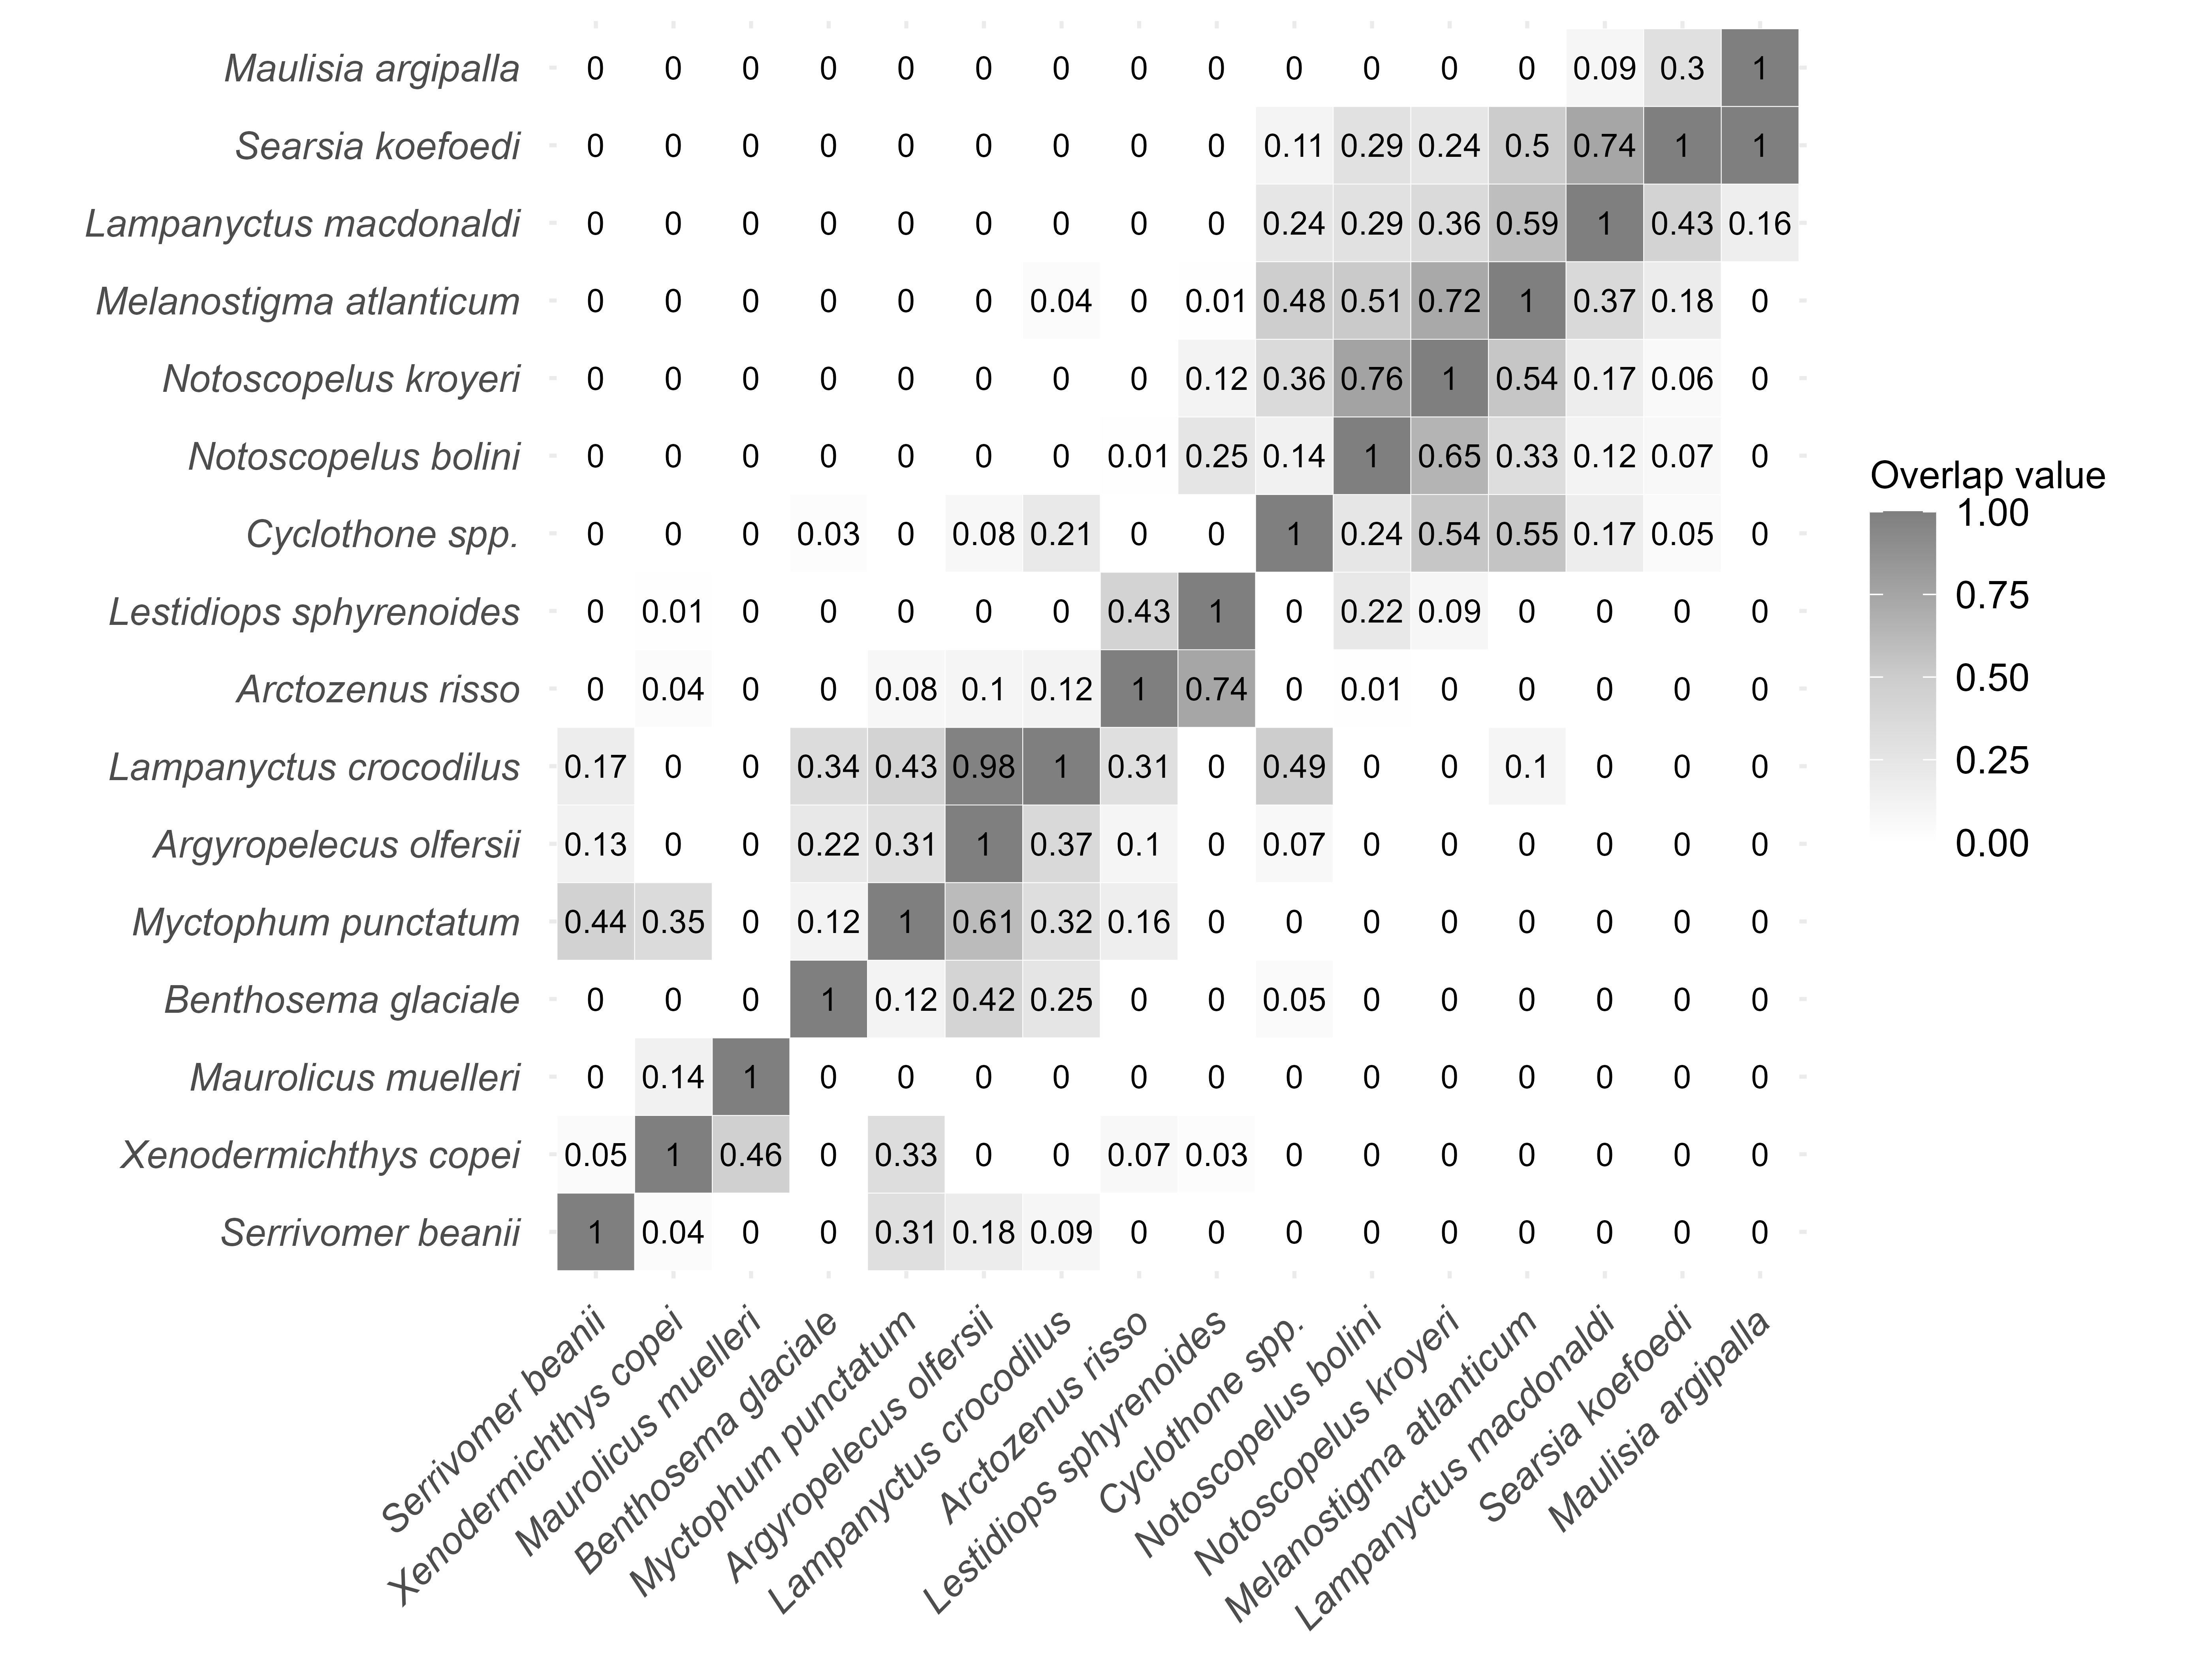 Maulisia argipalla 0 0 0 0 0 0 0 0 0 0 0 0 0 0.09 0.3 1
Searsia koefoedi 0 0 0 0 0 0 0 0 0 0.11 0.29 0.24 0.5 0.74 1 1
Lampanyctus macdonaldi 0 0 0 0 0 0 0 0 0 0.24 0.29 0.36 0.59 1 0.43 0.16
Melanostigma atlanticum 0 0 0 0 0 0 0.04 0 0.01 0.48 0.51 0.72 1 0.37 0.18 0
Notoscopelus kroyeri 0 0 0 0 0 0 0 0 0.12 0.36 0.76 1 0.54 0.17 0.06 0
Notoscopelus bolini 0 0 0 0 0 0 0 0.01 0.25 0.14 1 0.65 0.33 0.12 0.07 0
Cyclothone spp. 0 0 0 0.03 0 0.08 0.21 0 0 1 0.24 0.54 0.55 0.17 0.05 0
Lestidiops sphyrenoides 0 0.01 0 0 0 0 0 0.43 1 0 0.22 0.09 0 0 0 0
Arctozenus risso 0 0.04 0 0 0.08 0.1 0.12 1 0.74 0 0.01 0 0 0 0 0
Lampanyctus crocodilus 0.17 0 0 0.34 0.43 0.98 1 0.31 0 0.49 0 0 0.1 0 0 0
Argyropelecus olfersii 0.13 0 0 0.22 0.31 1 0.37 0.1 0 0.07 0 0 0 0 0 0
Myctophum punctatum 0.44 0.35 0 0.12 1 0.61 0.32 0.16 0 0 0 0 0 0 0 0
Benthosema glaciale 0 0 0 1 0.12 0.42 0.25 0 0 0.05 0 0 0 0 0 0
Maurolicus muelleri 0 0.14 1 0 0 0 0 0 0 0 0 0 0 0 0 0
Xenodermichthys copei 0.05 1 0.46 0 0.33 0 0 0.07 0.03 0 0 0 0 0 0 0
Serrivomer beanii 1 0.04 0 0 0.31 0.18 0.09 0 0 0 0 0 0 0 0 0
Serrivomer beanii
Xenodermichthys copei
Maurolicus muelleri
Benthosema glaciale
Myctophum punctatum
Argyropelecus olfersii
Lampanyctus crocodilus
Arctozenus risso
Lestidiops sphyrenoides
Cyclothone spp.
Notoscopelus bolini
Notoscopelus kroyeri
Melanostigma atlanticum
Lampanyctus macdonaldi
Searsia koefoedi
Maulisia argipalla
Overlap value
1.00
0.75
0.50
0.25
0.00